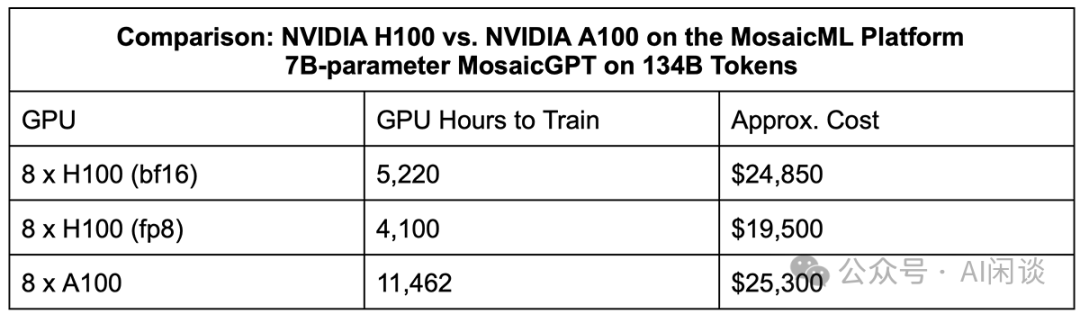 Comparison: NVIDIA H100 vs. NVIDIA A100 on the MosaicML Platform
7B-parameter MosaicGPT on 134B Tokens
GPU GPU Hours to Train Approx. Cost
8 x H100 (bf16) 5,220 $24,850
8 x H100 (fp8) 4,100 $19,500
8 x A100 11,462 $25,300
公众号 · AI闲谈